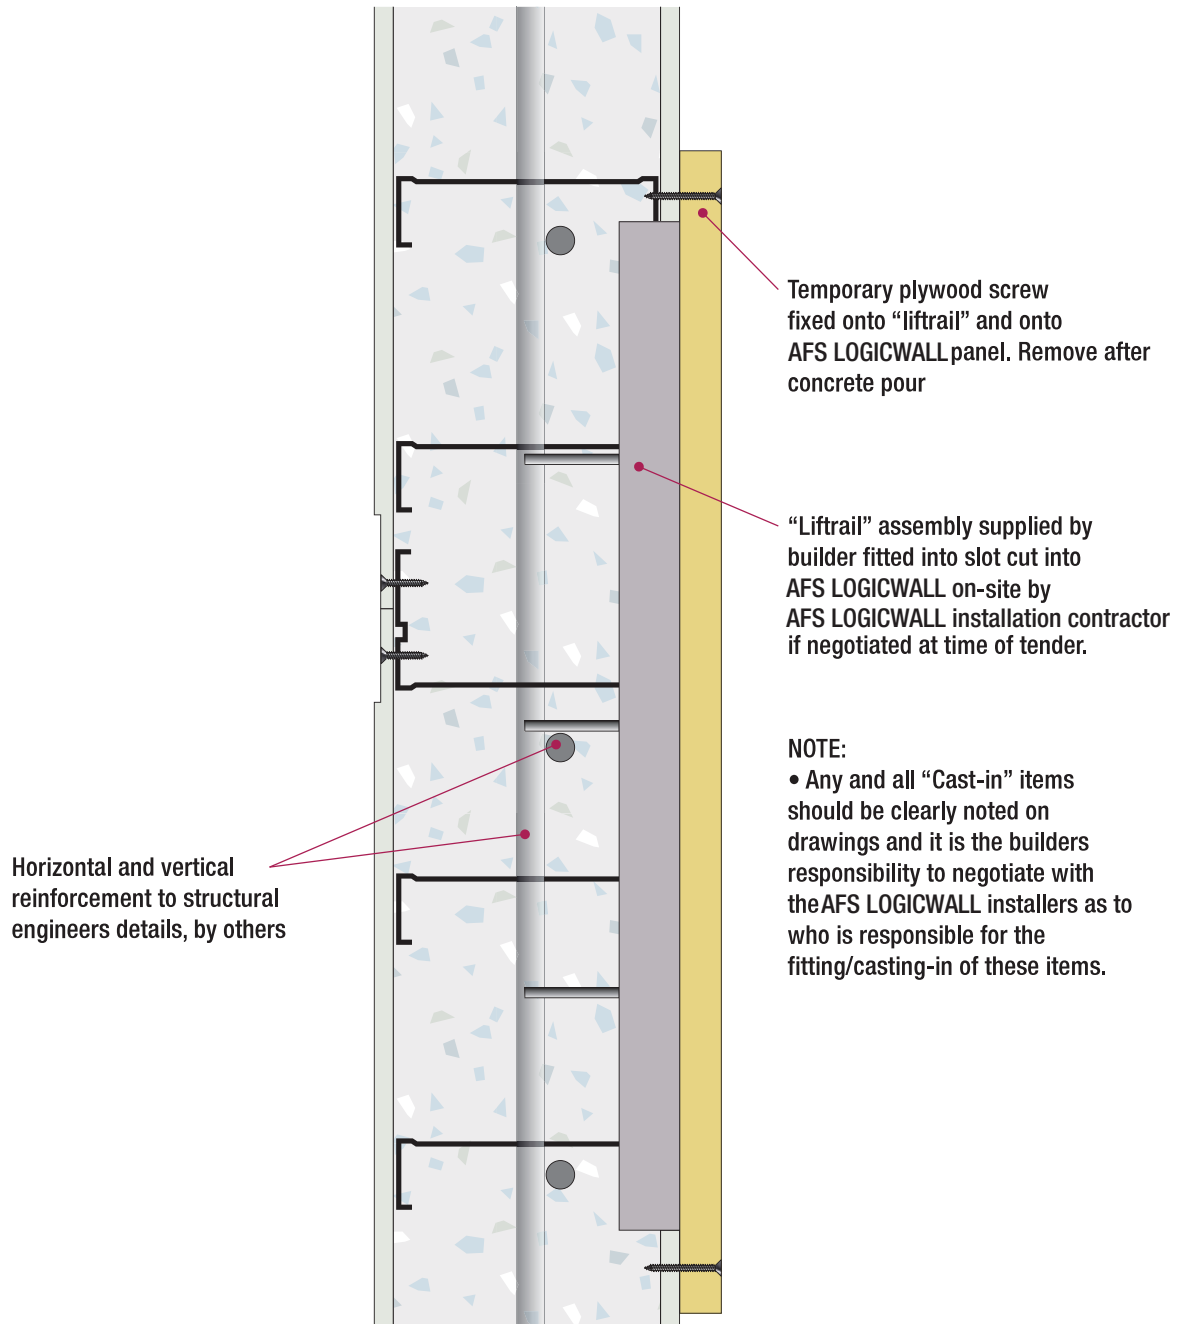 Temporary plywood screw
fixed onto “liftrail” and onto
AFS LOGICWALL panel. Remove after
concrete pour
“Liftrail” assembly supplied by
builder fitted into slot cut into
AFS LOGICWALL on-site by
AFS LOGICWALL installation contractor
if negotiated at time of tender.
NOTE:
• Any and all “Cast-in” items
should be clearly noted on
drawings and it is the builders
responsibility to negotiate with
the AFS LOGICWALL installers as to
who is responsible for the
fitting/casting-in of these items.
Horizontal and vertical
reinforcement to structural
engineers details, by others